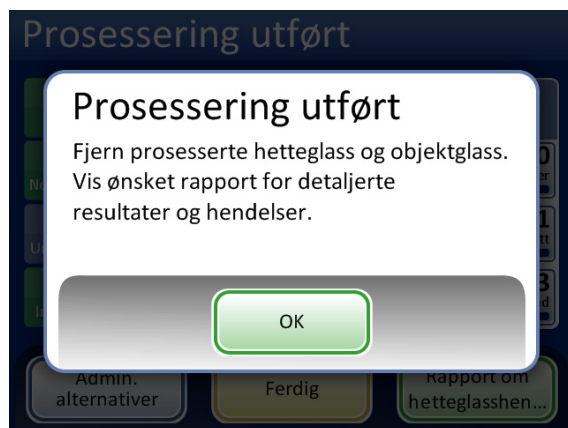 Prosessering utført
Prosessering utført
Fjern prosesserte hetteglass og objektglass.
Vis ønsket rapport for detaljerte
resultater og hendelser.
OK
Admin.
alternativer
Ferdig
Rapport om
hetteglasshen...